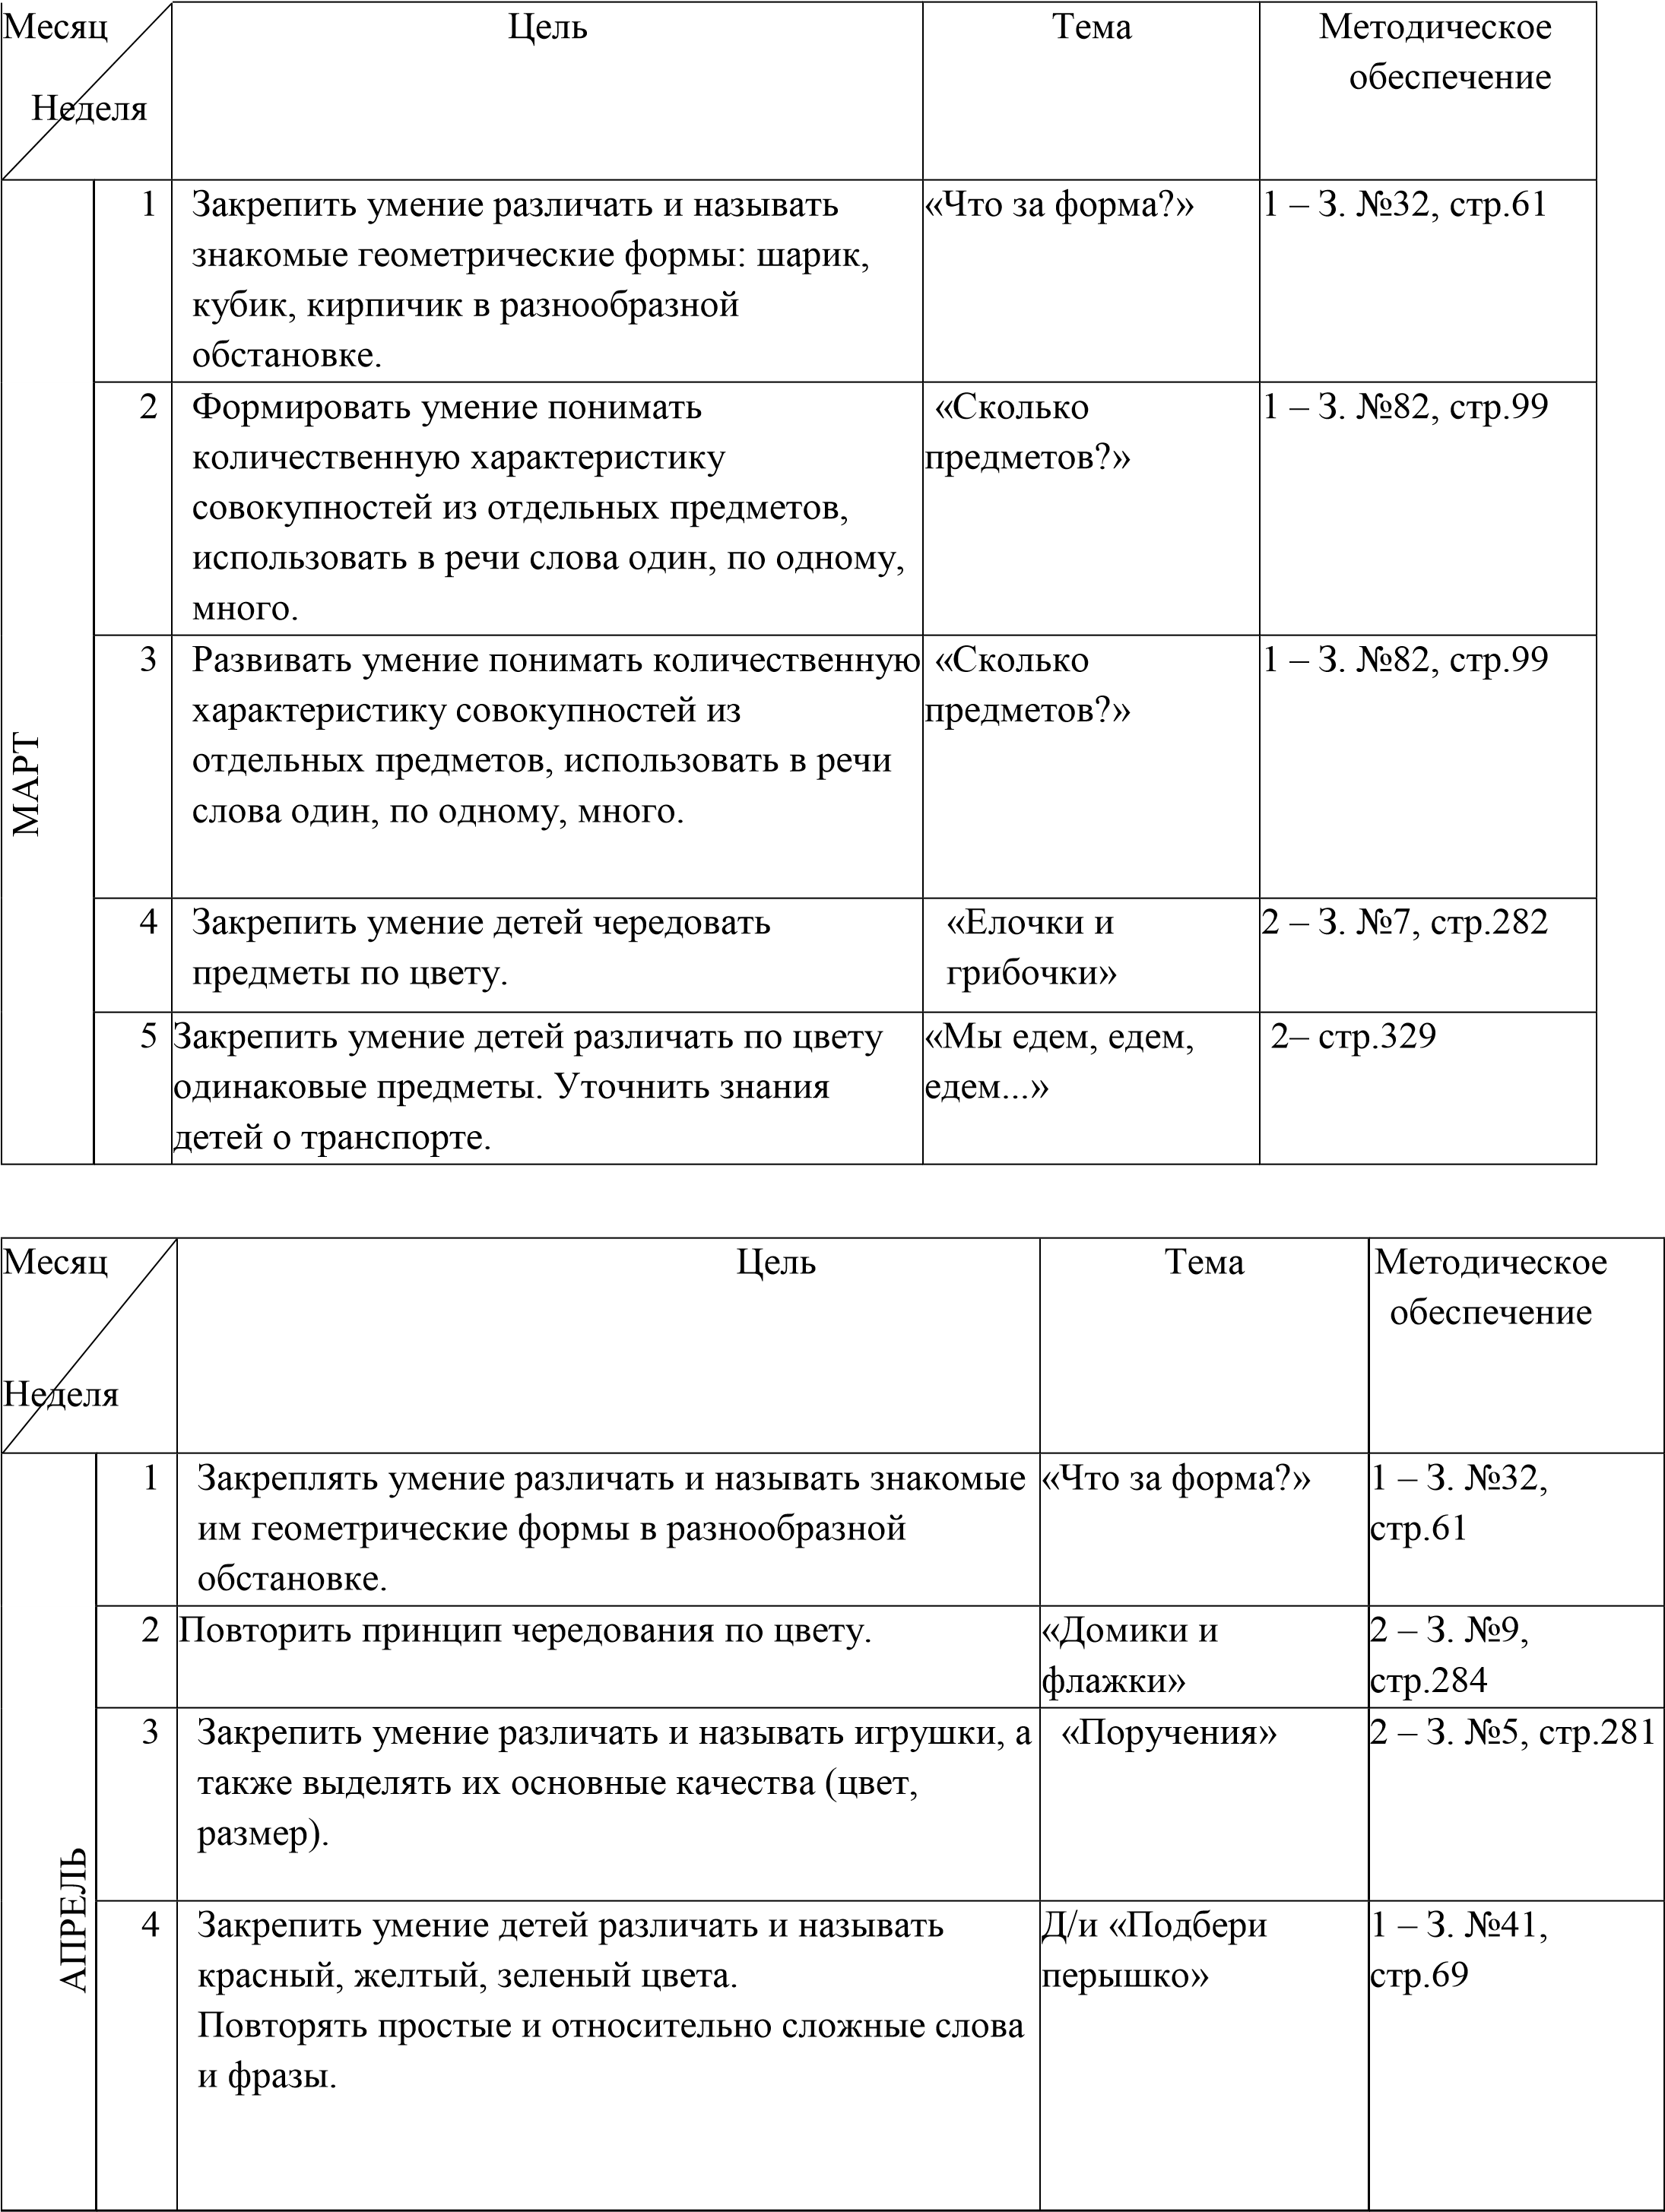 Месяц
Неделя
Цель
Тема
Методическое
обеспечение
МАРТ
1
Закрепить умение различать и называть
знакомые геометрические формы: шарик,
кубик, кирпичик в разнообразной
обстановке.
«Что за форма?»
1 – З. №32, стр.61
2
Формировать умение понимать
количественную характеристику
совокупностей из отдельных предметов,
использовать в речи слова один, по одному,
много.
«Сколько
предметов?»
1 – З. №82, стр.99
3
Развивать умение понимать количественную
характеристику совокупностей из
отдельных предметов, использовать в речи
слова один, по одному, много.
«Сколько
предметов?»
1 – З. №82, стр.99
4
Закрепить умение детей чередовать
предметы по цвету.
«Елочки и
грибочки»
2 – З. №7, стр.282
5
Закрепить умение детей различать по цвету
одинаковые предметы. Уточнить знания
детей о транспорте.
«Мы едем, едем,
едем...»
2– стр.329
Месяц
Неделя
Цель
Тема
Методическое
обеспечение
АПРЕЛЬ
1
Закреплять умение различать и называть знакомые
им геометрические формы в разнообразной
обстановке.
«Что за форма?»
1 – З. №32,
стр.61
2
Повторить принцип чередования по цвету.
«Домики и
флажки»
2 – З. №9,
стр.284
3
Закрепить умение различать и называть игрушки, а
также выделять их основные качества (цвет,
размер).
«Поручения»
2 – З. №5, стр.281
4
Закрепить умение детей различать и называть
красный, желтый, зеленый цвета.
Повторять простые и относительно сложные слова
и фразы.
Д/и «Подбери
перышко»
1 – З. №41,
стр.69